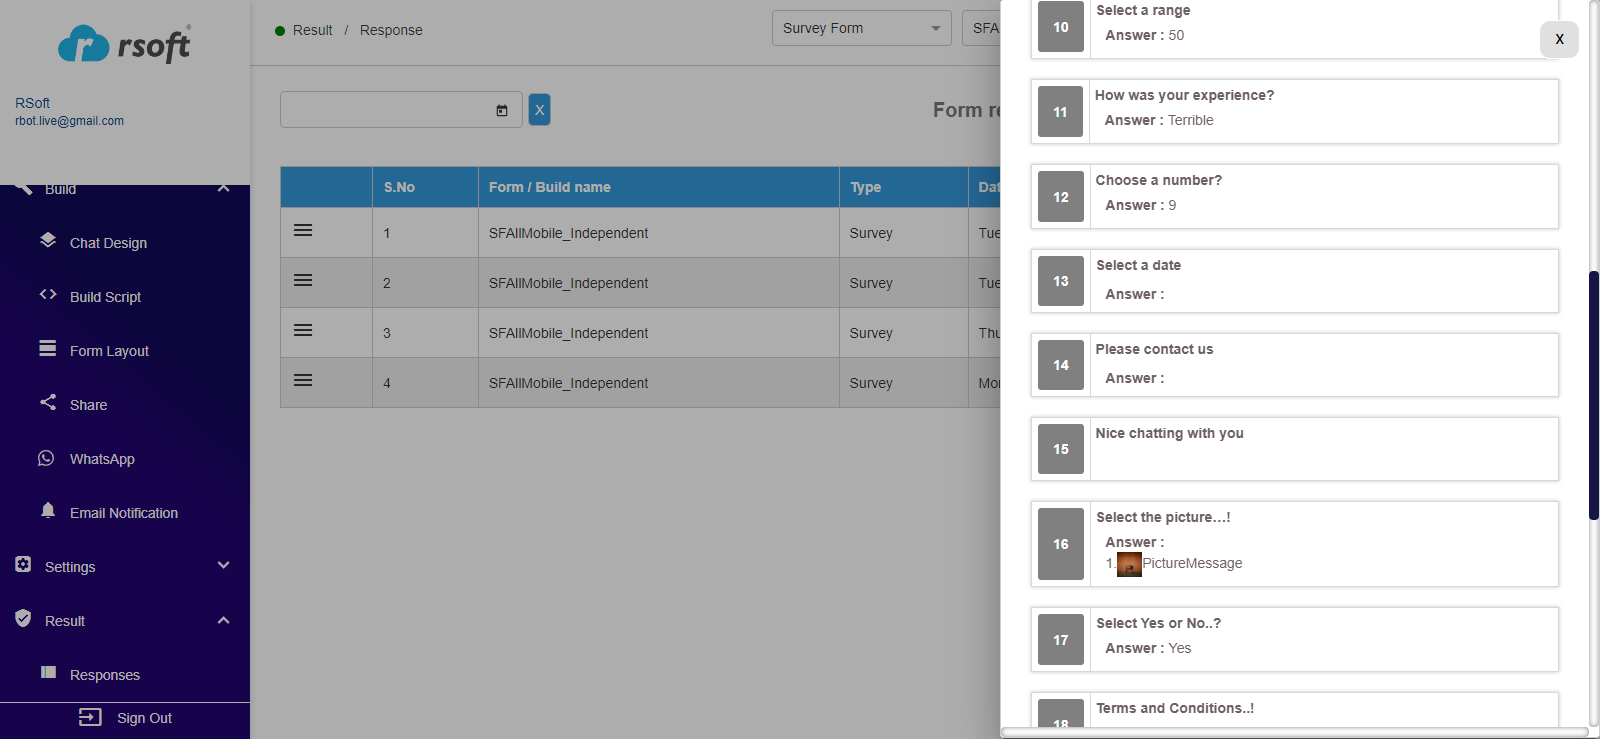 rsoft
®
RSoft
rbot.live@gmail.com
Build
Chat Design
Build Script
Form Layout
Share
WhatsApp
Email Notification
Settings
Result
Responses
Sign Out
Result / Response
Survey Form
SFA
X
Form re
S.No Form / Build name Type Dat
1 SFAllMobile_Independent Survey Tue
2 SFAllMobile_Independent Survey Tue
3 SFAllMobile_Independent Survey Thu
4 SFAllMobile_Independent Survey Mon
X
10 Select a range
Answer : 50
11 How was your experience?
Answer : Terrible
12 Choose a number?
Answer : 9
13 Select a date
Answer :
14 Please contact us
Answer :
15 Nice chatting with you
16 Select the picture...!
Answer :
1. PictureMessage
17 Select Yes or No..?
Answer : Yes
18 Terms and Conditions..!